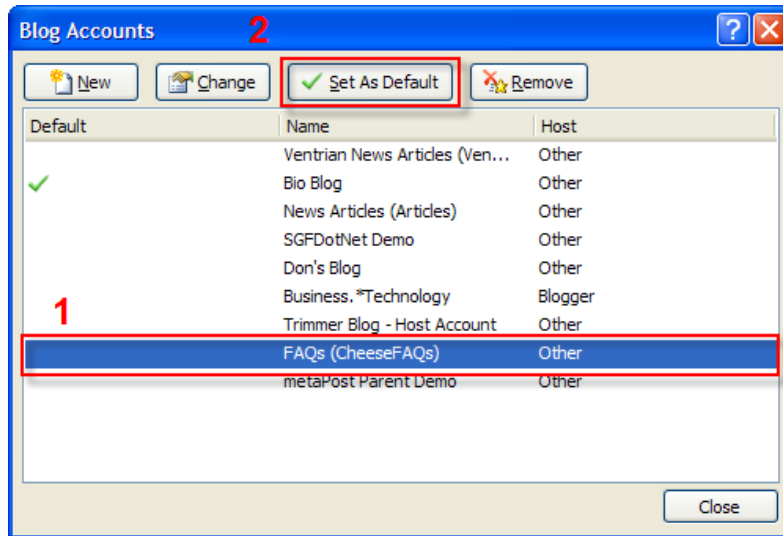 Blog Accounts 2
New Change Set As Default Remove
Default Name Host
Ventrian News Articles (Ven... Other
Bio Blog Other
News Articles (Articles) Other
SGFDotNet Demo Other
Don's Blog Other
Business.*Technology Blogger
1
Trimmer Blog - Host Account Other
FAQs (CheeseFAQs) Other
metaPost Parent Demo Other
Close